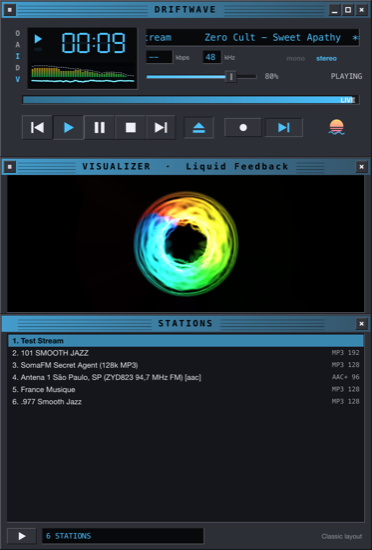 DRIFTWAVE
O
A
I
D
V
00:09
ream Zero Cult – Sweet Apathy
–– kbps 48 kHz mono stereo
80% PLAYING
LIVE
VISUALIZER · Liquid Feedback
STATIONS
1. Test Stream
2. 101 SMOOTH JAZZ MP3 192
3. SomaFM Secret Agent (128k MP3) MP3 128
4. Antena 1 São Paulo, SP (ZYD823 94,7 MHz FM) [aac] AAC+ 96
5. France Musique MP3 128
6. .977 Smooth Jazz MP3 128
6 STATIONS Classic layout